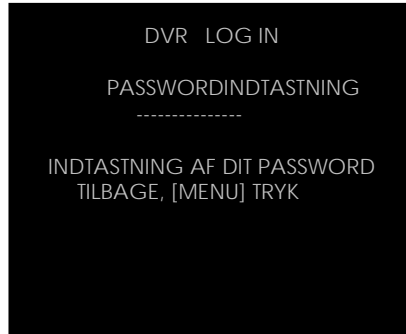 DVR LOG IN
PASSWORDINDTASTNING
---------------
INDTASTNING AF DIT PASSWORD
TILBAGE, [MENU] TRYK